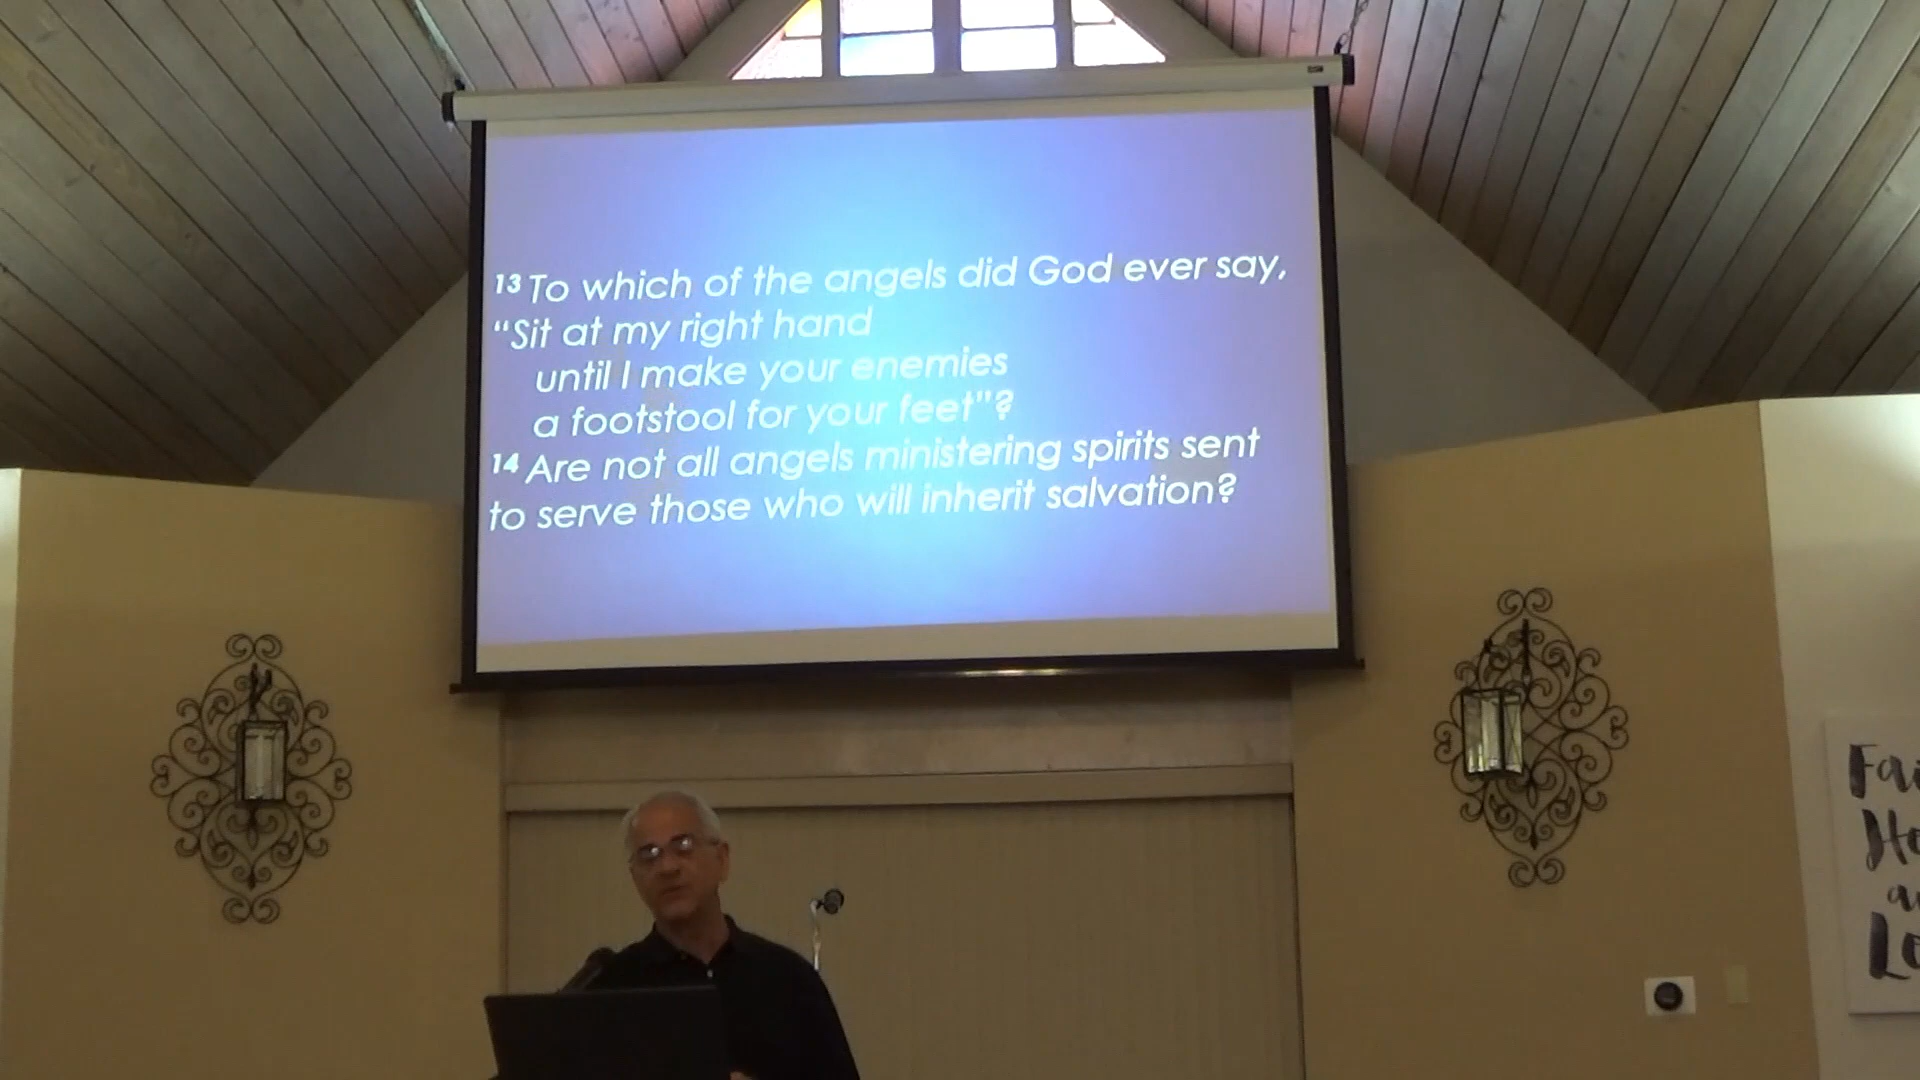 13 To which of the angels did God ever say,
“Sit at my right hand
until I make your enemies
a footstool for your feet”?
14 Are not all angels ministering spirits sent
to serve those who will inherit salvation?